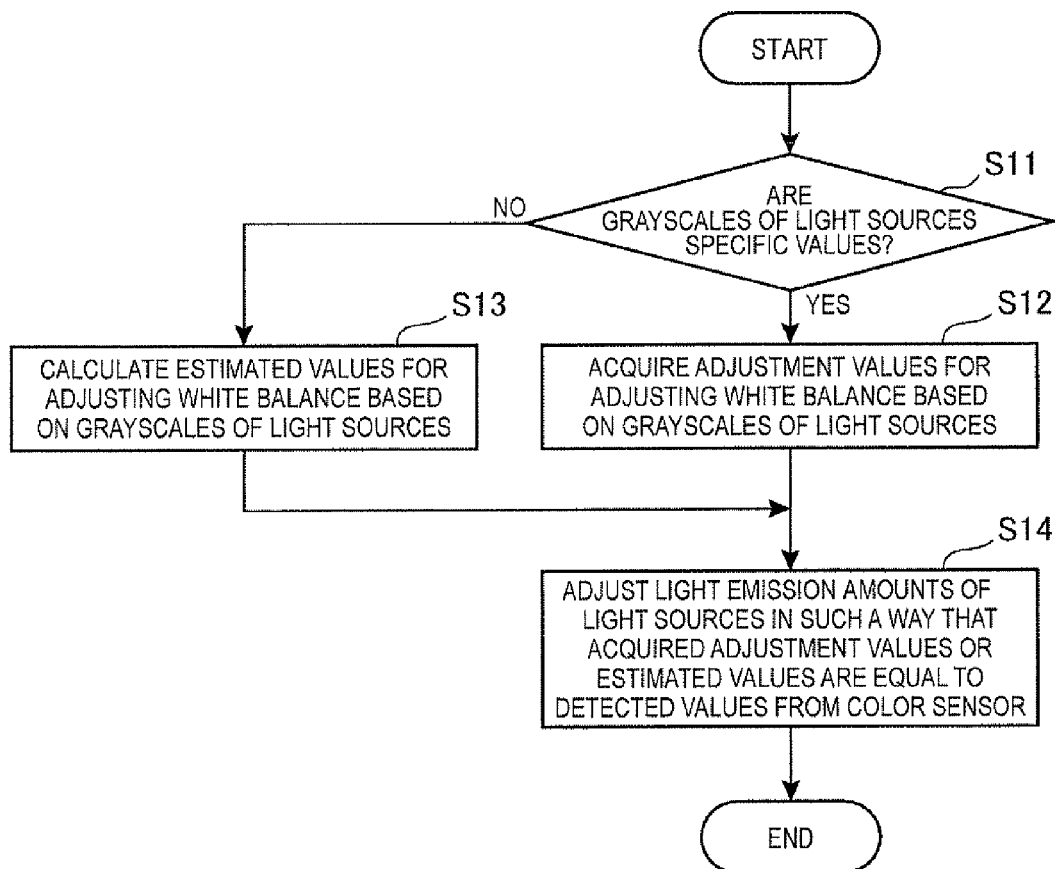 START
S11
ARE
GRAYSCALES OF LIGHT SOURCES
SPECIFIC VALUES?
NO
YES
S13
CALCULATE ESTIMATED VALUES FOR
ADJUSTING WHITE BALANCE BASED
ON GRAYSCALES OF LIGHT SOURCES
S12
ACQUIRE ADJUSTMENT VALUES FOR
ADJUSTING WHITE BALANCE BASED
ON GRAYSCALES OF LIGHT SOURCES
S14
ADJUST LIGHT EMISSION AMOUNTS OF
LIGHT SOURCES IN SUCH A WAY THAT
ACQUIRED ADJUSTMENT VALUES OR
ESTIMATED VALUES ARE EQUAL TO
DETECTED VALUES FROM COLOR SENSOR
END